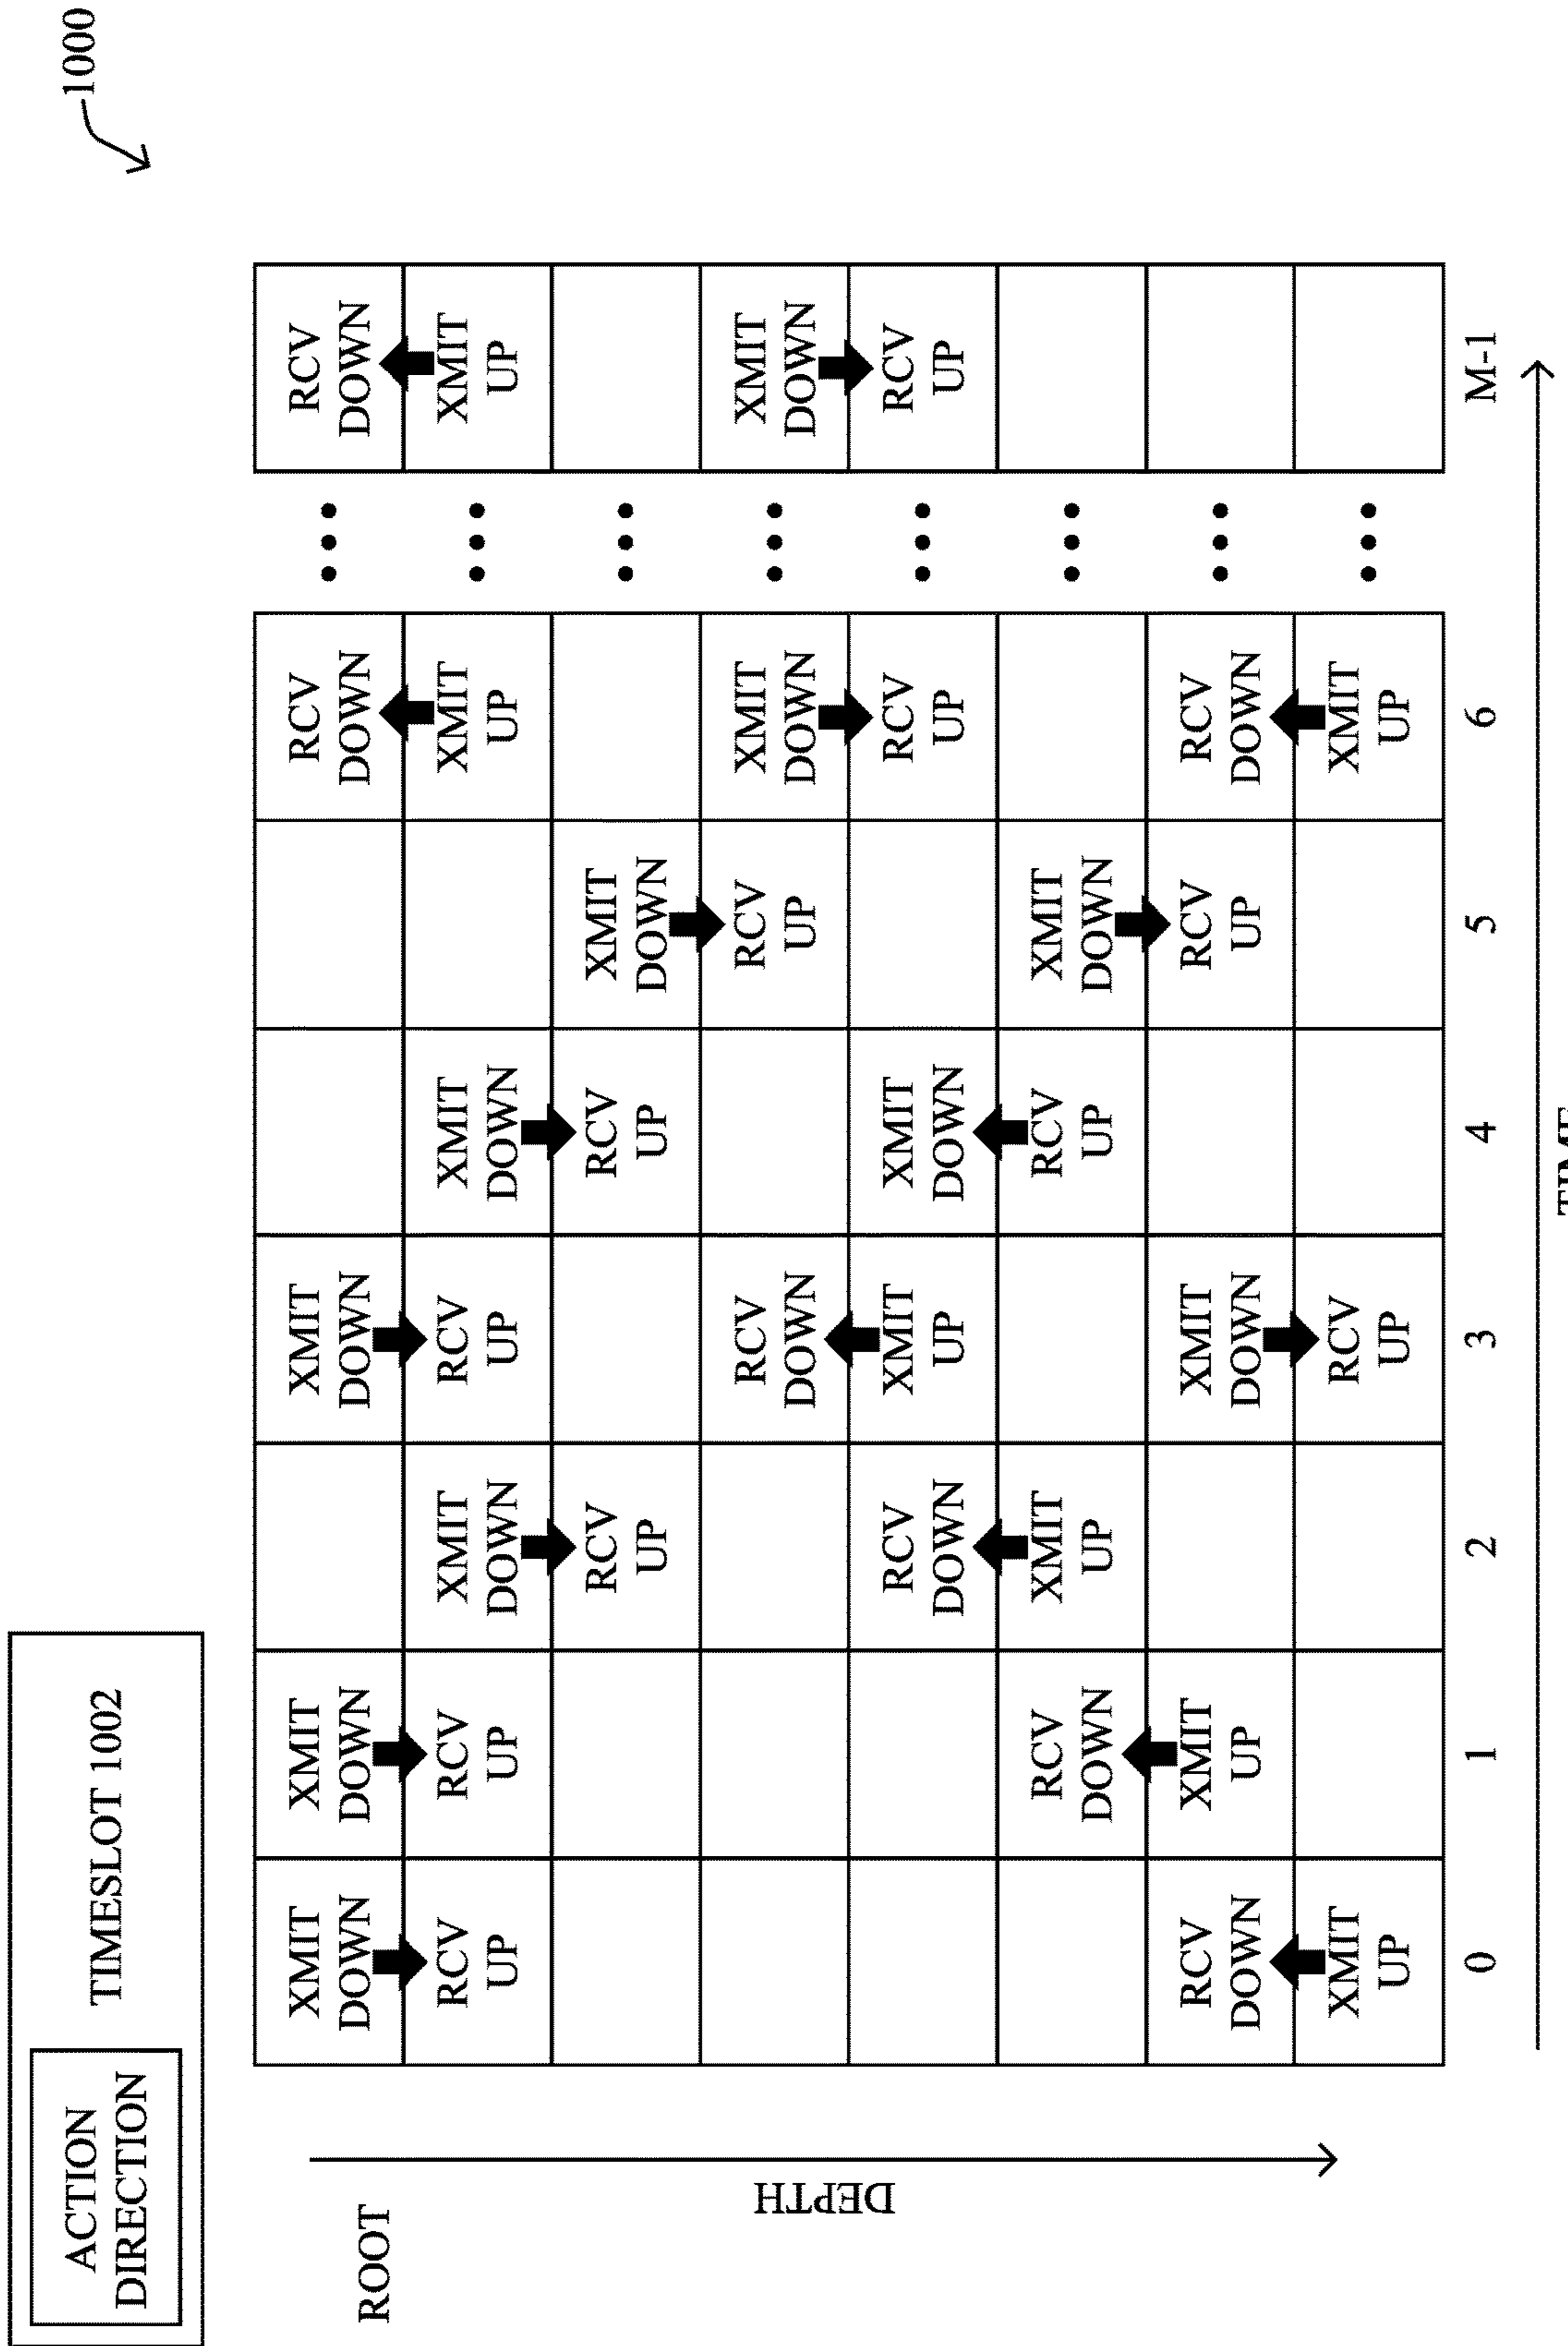 1000
ACTION
DIRECTION
TIMESLOT 1002
ROOT
DEPTH
XMIT XMIT XMIT RCV RCV
DOWN DOWN DOWN DOWN DOWN
RCV RCV XMIT RCV XMIT XMIT XMIT
UP UP DOWN UP DOWN UP UP
RCV RCV XMIT
UP UP DOWN
RCV RCV XMIT XMIT
DOWN UP DOWN DOWN
RCV XMIT XMIT RCV RCV
DOWN UP DOWN UP UP
RCV XMIT RCV XMIT
DOWN UP UP DOWN
RCV XMIT XMIT RCV RCV
DOWN UP DOWN UP DOWN
XMIT RCV XMIT
UP UP UP
0 1 2 3 4 5 6 M-1
TIME